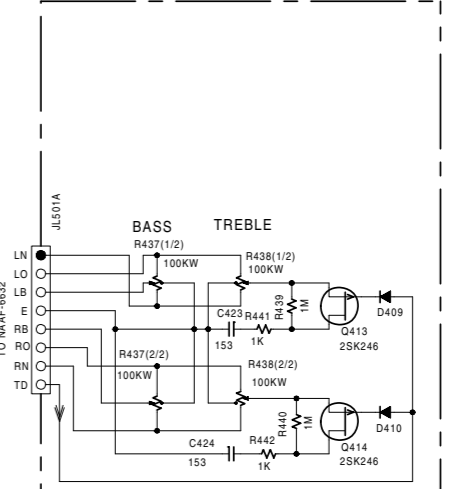 JL501A
BASS
TREBLE
R437(1/2)
100KW
R438(1/2)
100KW
LN
LO
LB
E
RB
RO
RN
TD
TO NAAF-6632
C423
153
R441
1K
R439
1M
D409
Q413
2SK246
R437(2/2)
100KW
R438(2/2)
100KW
R440
1M
D410
C424
153
R442
1K
Q414
2SK246